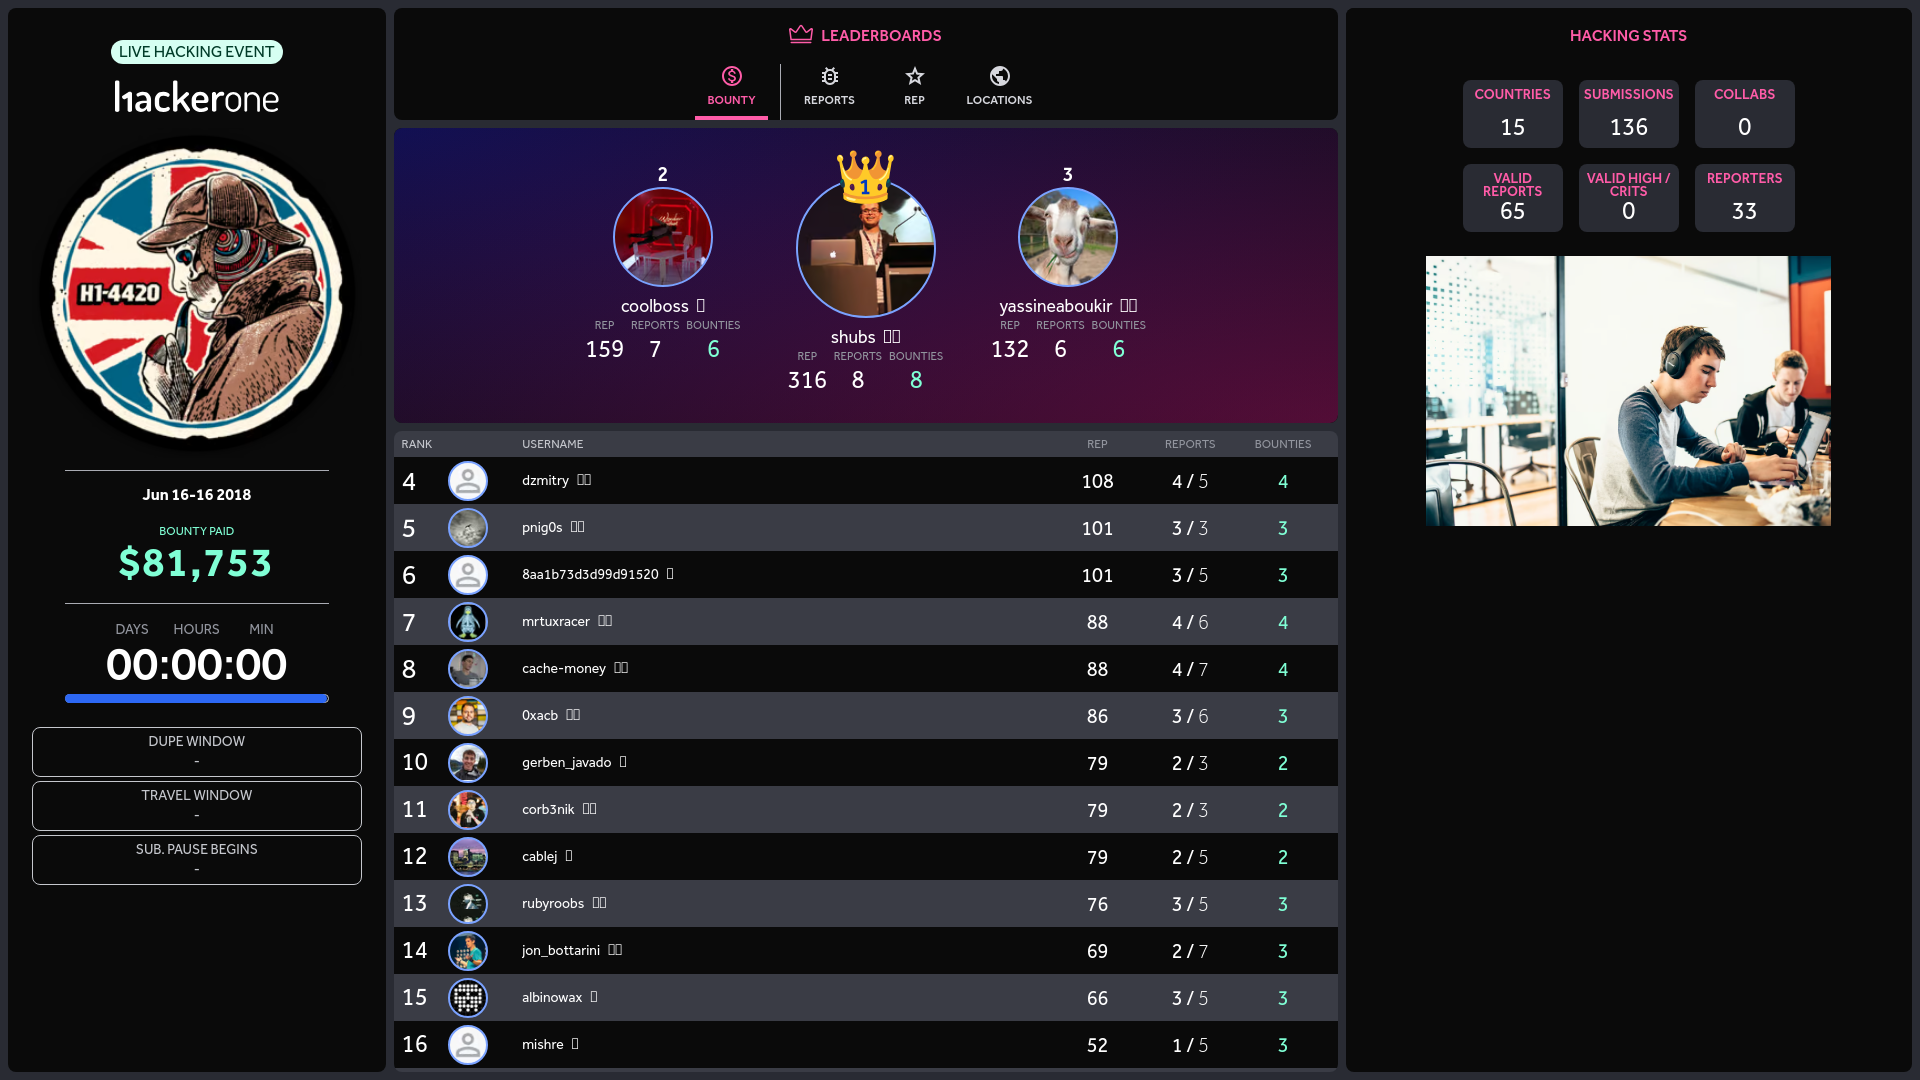 LIVE HACKING EVENT
hackerone
H1-4420
Jun 16-16 2018
BOUNTY PAID
$81,753
DAYS HOURS MIN
00:00:00
DUPE WINDOW
-
TRAVEL WINDOW
-
SUB. PAUSE BEGINS
-
LEADERBOARDS
BOUNTY REPORTS REP LOCATIONS
2
coolboss
REP REPORTS BOUNTIES
159 7 6
1
shubs
REP REPORTS BOUNTIES
316 8 8
3
yassineaboukir
REP REPORTS BOUNTIES
132 6 6
RANK USERNAME REP REPORTS BOUNTIES
4 dzmitry 108 4 / 5 4
5 pnig0s 101 3 / 3 3
6 8aa1b73d3d99d91520 101 3 / 5 3
7 mrtuxracer 88 4 / 6 4
8 cache-money 88 4 / 7 4
9 0xacb 86 3 / 6 3
10 gerben_javado 79 2 / 3 2
11 corb3nik 79 2 / 3 2
12 cablej 79 2 / 5 2
13 rubyroobs 76 3 / 5 3
14 jon_bottarini 69 2 / 7 3
15 albinowax 66 3 / 5 3
16 mishre 52 1 / 5 3
HACKING STATS
COUNTRIES
15
SUBMISSIONS
136
COLLABS
0
VALID
REPORTS
65
VALID HIGH /
CRITS
0
REPORTERS
33